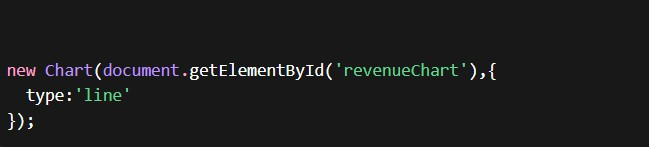 new Chart(document.getElementById('revenueChart'),{
  type:'line'
});